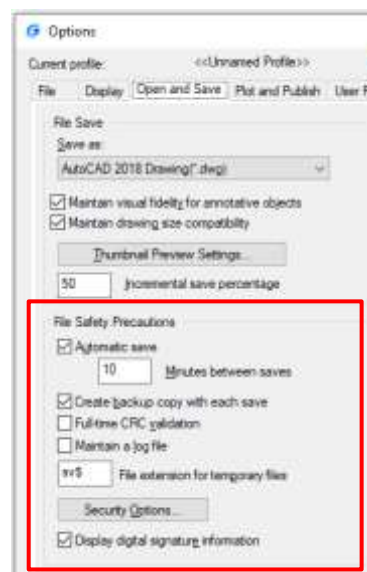 Options
Current profile: <<Unnamed Profile>>
File Display Open and Save Plot and Publish User
File Save
Save as:
AutoCAD 2018 Drawing(*.dwg)
Maintain visual fidelity for annotative objects
Maintain drawing size compatibility
Thumbnail Preview Settings...
50 Incremental save percentage
File Safety Precautions
Automatic save
10 Minutes between saves
Create backup copy with each save
Full-time CRC validation
Maintain a log file
sv$ File extension for temporary files
Security Options...
Display digital signature information